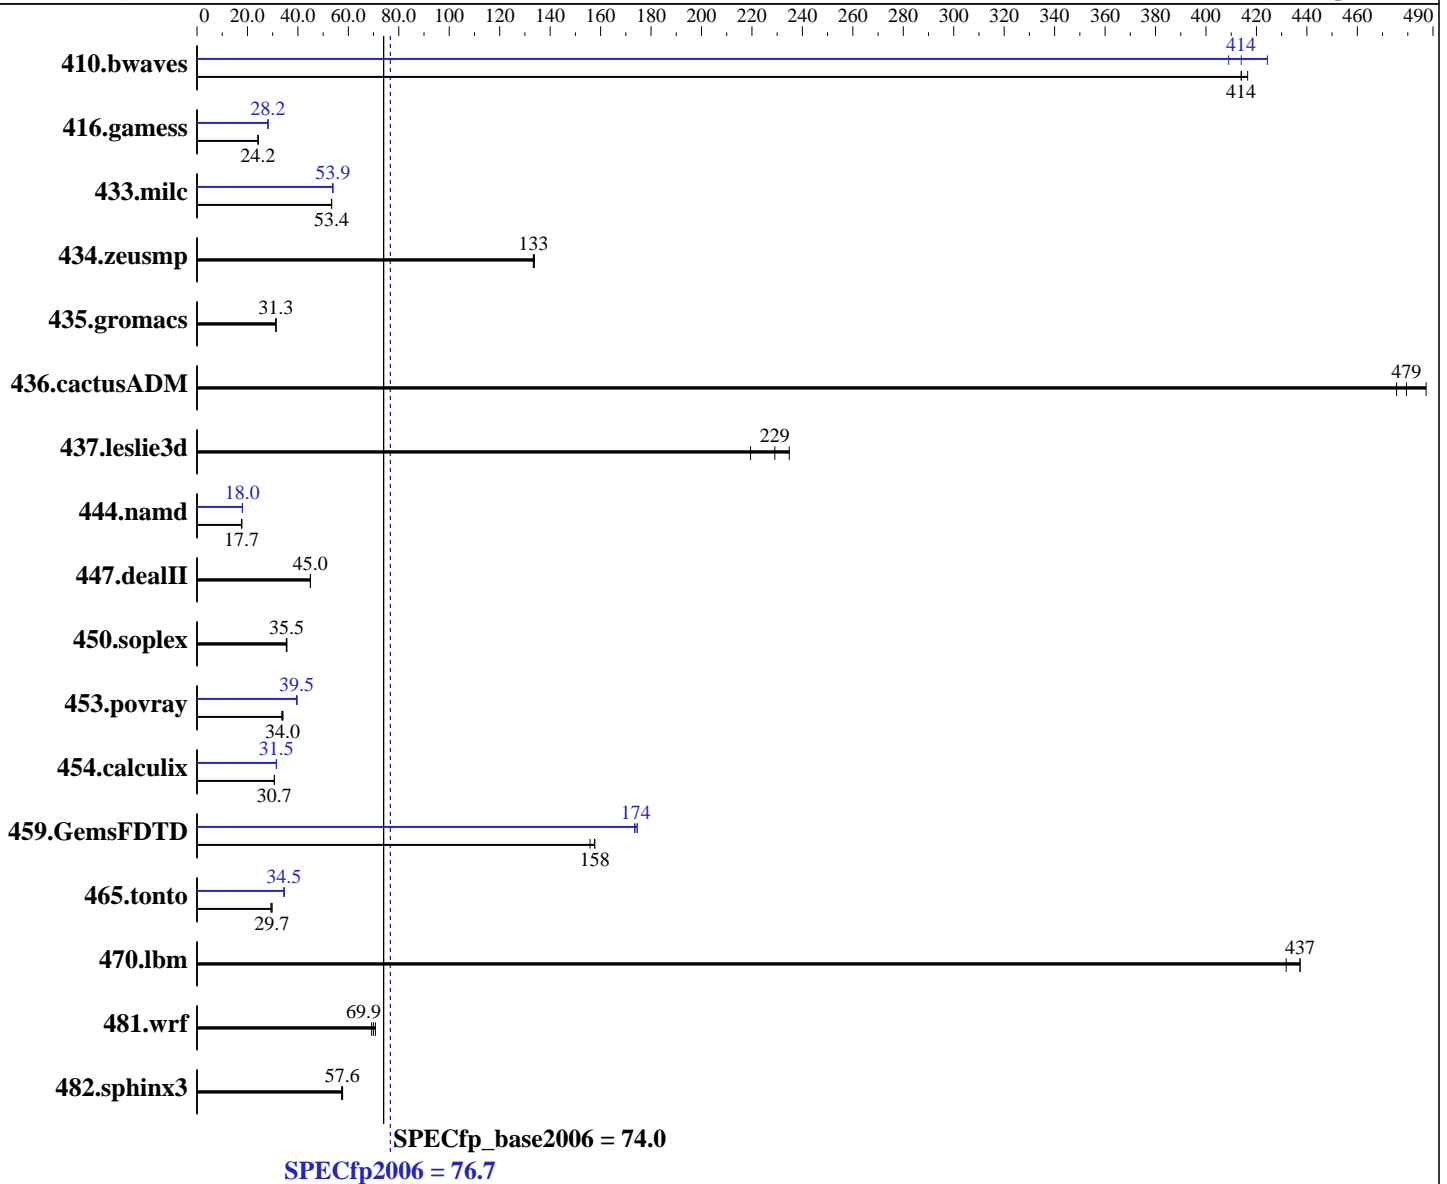 0 20.0 40.0 60.0 80.0 100 120 140 160 180 200 220 240 260 280 300 320 340 360 380 400 420 440 460 490
414
410.bwaves
414
28.2
416.gamess
24.2
53.9
433.milc
53.4
133
434.zeusmp
31.3
435.gromacs
479
436.cactusADM
229
437.leslie3d
18.0
444.namd
17.7
45.0
447.dealII
35.5
450.soplex
39.5
453.povray
34.0
31.5
454.calculix
30.7
174
459.GemsFDTD
158
34.5
465.tonto
29.7
437
470.lbm
69.9
481.wrf
57.6
482.sphinx3
SPECfp_base2006 = 74.0
SPECfp2006 = 76.7